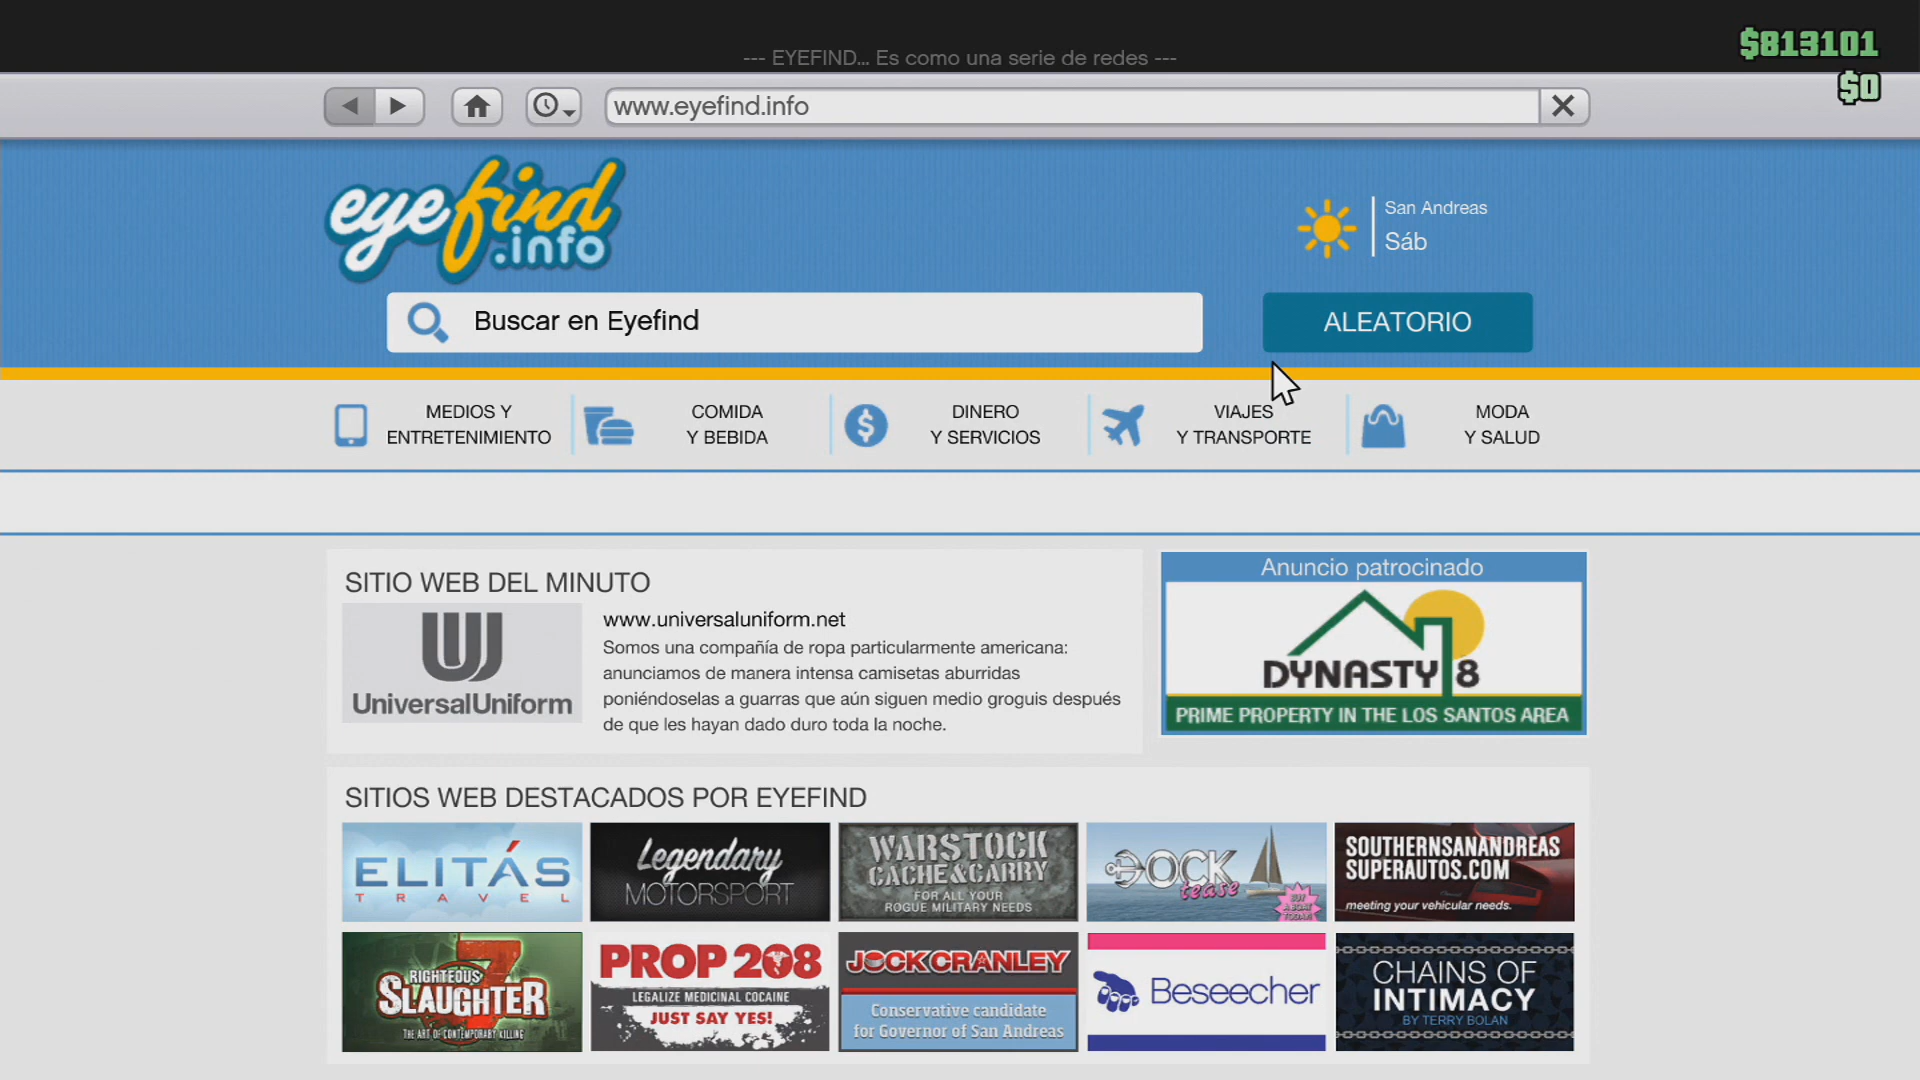 --- EYEFIND... Es como una serie de redes ---
$813101
$0
www.eyefind.info
eyefind
.info
San Andreas
Sáb
Buscar en Eyefind
ALEATORIO
MEDIOS Y
ENTRETENIMIENTO
COMIDA
Y BEBIDA
DINERO
Y SERVICIOS
VIAJES
Y TRANSPORTE
MODA
Y SALUD
SITIO WEB DEL MINUTO
UniversalUniform
www.universaluniform.net
Somos una compañía de ropa particularmente americana:
anunciamos de manera intensa camisetas aburridas
poniéndoselas a guarras que aún siguen medio groguis después
de que les hayan dado duro toda la noche.
Anuncio patrocinado
DYNASTY 8
PRIME PROPERTY IN THE LOS SANTOS AREA
SITIOS WEB DESTACADOS POR EYEFIND
ELITÁS
TRAVEL
Legendary
MOTORSPORT
WARSTOCK
CACHE&CARRY
FOR ALL YOUR
ROGUE MILITARY NEEDS
DOCK
tease
BUY
A BOAT
TODAY!
SOUTHERNSANANDREAS
SUPERAUTOS.COM
meeting your vehicular needs.
RIGHTEOUS
SLAUGHTER
7
THE ART OF CONTEMPORARY KILLING
PROP 208
LEGALIZE MEDICINAL COCAINE
JUST SAY YES!
JOCK CRANLEY
Conservative candidate
for Governor of San Andreas
Beseecher
CHAINS OF
INTIMACY
BY TERRY BOLAN